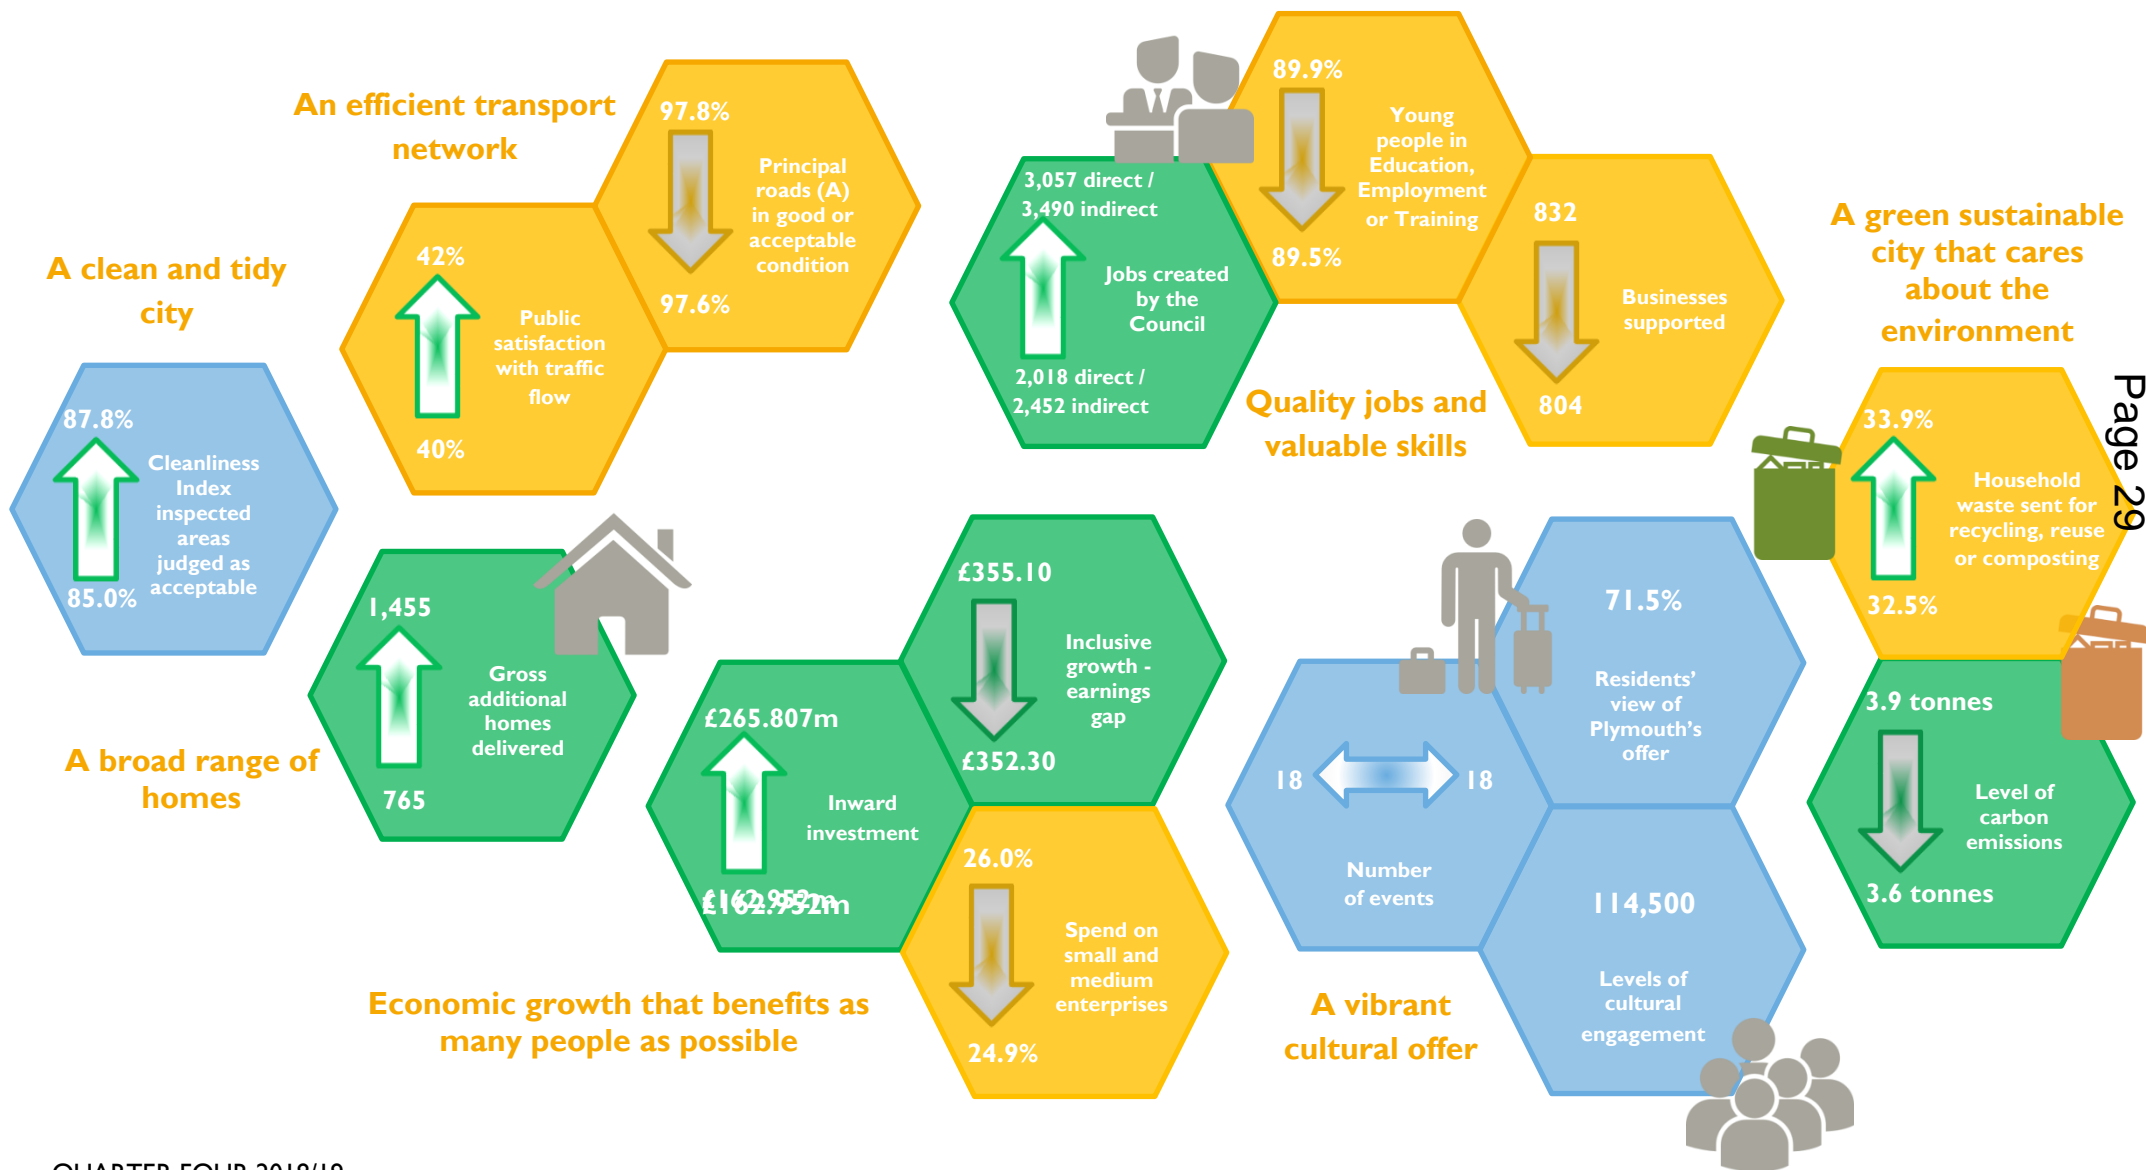 An efficient transport
network
97.8%
Principal
roads (A)
in good or
acceptable
condition
97.6%
42%
Public
satisfaction
with traffic
flow
40%
A clean and tidy
city
87.8%
Cleanliness
Index
inspected
areas
judged as
acceptable
85.0%
89.9%
Young
people in
Education,
Employment
or Training
89.5%
3,057 direct /
3,490 indirect
Jobs created
by the
Council
2,018 direct /
2,452 indirect
832
Businesses
supported
804
Quality jobs and
valuable skills
A green sustainable
city that cares
about the
environment
33.9%
Household
waste sent for
recycling, reuse
or composting
32.5%
Page 29
3.9 tonnes
Level of
carbon
emissions
3.6 tonnes
1,455
Gross
additional
homes
delivered
765
A broad range of
homes
£355.10
Inclusive
growth -
earnings
gap
£352.30
£265.807m
Inward
investment
£162.952m
£162.952m
26.0%
Spend on
small and
medium
enterprises
24.9%
Economic growth that benefits as
many people as possible
71.5%
Residents'
view of
Plymouth's
offer
18 18
Number
of events
114,500
Levels of
cultural
engagement
A vibrant
cultural offer
QUARTER FOUR 2018/19